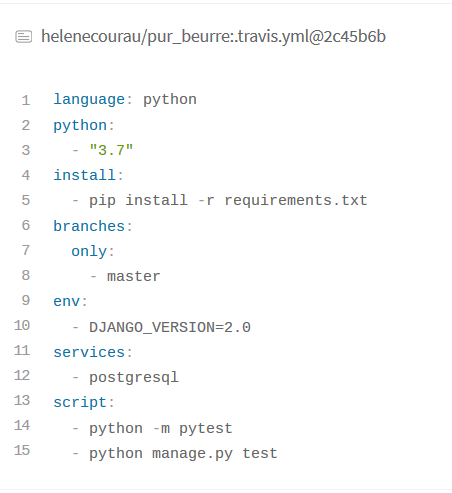 helenecourau/pur_beurre:.travis.yml@2c45b6b
1 language: python
2 python:
3   - "3.7"
4 install:
5   - pip install -r requirements.txt
6 branches:
7   only:
8     - master
9 env:
10   - DJANGO_VERSION=2.0
11 services:
12   - postgresql
13 script:
14   - python -m pytest
15   - python manage.py test